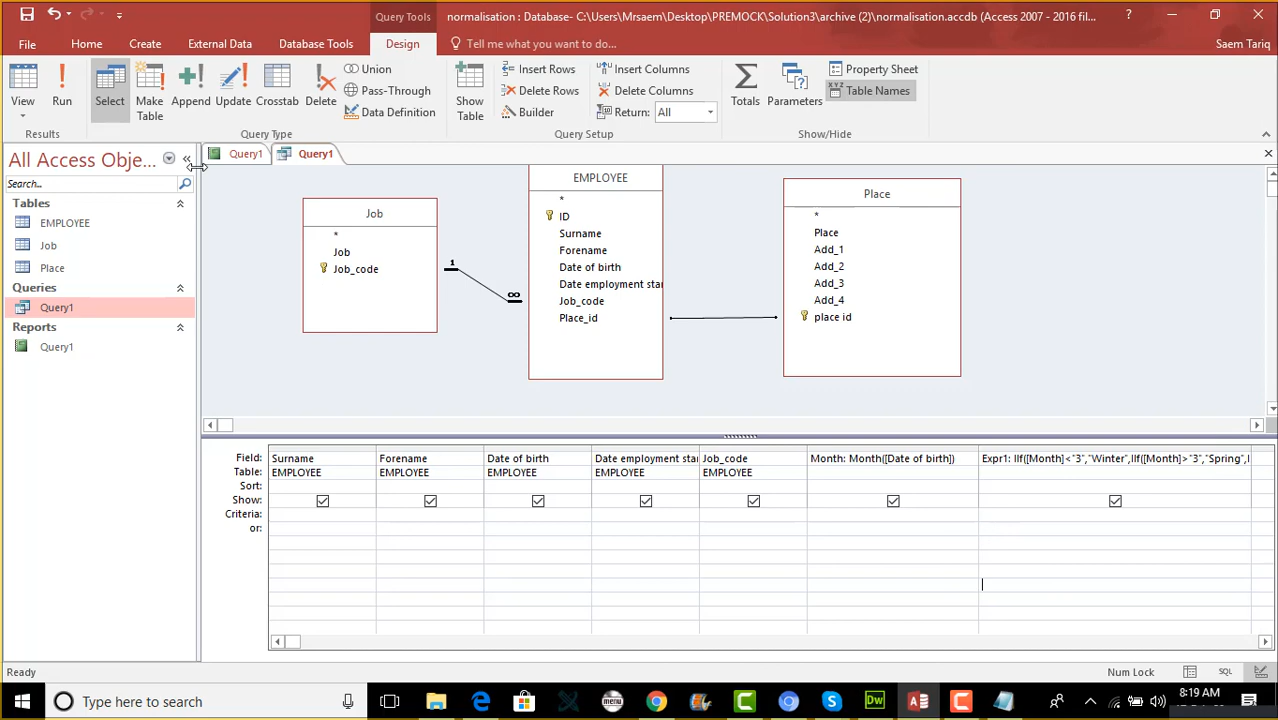 Query Tools
normalisation : Database- C:\Users\Mrsaem\Desktop\PREMOCK\Solution3\archive (2)\normalisation.accdb (Access 2007 - 2016 fil...
?
File
Home
Create
External Data
Database Tools
Design
Tell me what you want to do...
Saem Tariq
View
Run
Select
Make Table
Append
Update
Crosstab
Delete
Union
Pass-Through
Data Definition
Show Table
Insert Rows
Delete Rows
Builder
Insert Columns
Delete Columns
Return: All
Totals
Parameters
Property Sheet
XYZ Table Names
Results
Query Type
Query Setup
Show/Hide
All Access Obje...
Search...
Tables
EMPLOYEE
Job
Place
Queries
Query1
Reports
Query1
Query1
Query1
Job
*
Job
Job_code
1
∞
EMPLOYEE
*
ID
Surname
Forename
Date of birth
Date employment star
Job_code
Place_id
Place
*
Place
Add_1
Add_2
Add_3
Add_4
place id
Field: Surname Forename Date of birth Date employment star Job_code Month: Month([Date of birth]) Expr1: IIf([Month]<"3","Winter",IIf([Month]>"3","Spring",I
Table: EMPLOYEE EMPLOYEE EMPLOYEE EMPLOYEE EMPLOYEE
Sort:
Show:
Criteria:
or:
Ready
Num Lock
SQL
Type here to search
menu
Dw
8:19 AM